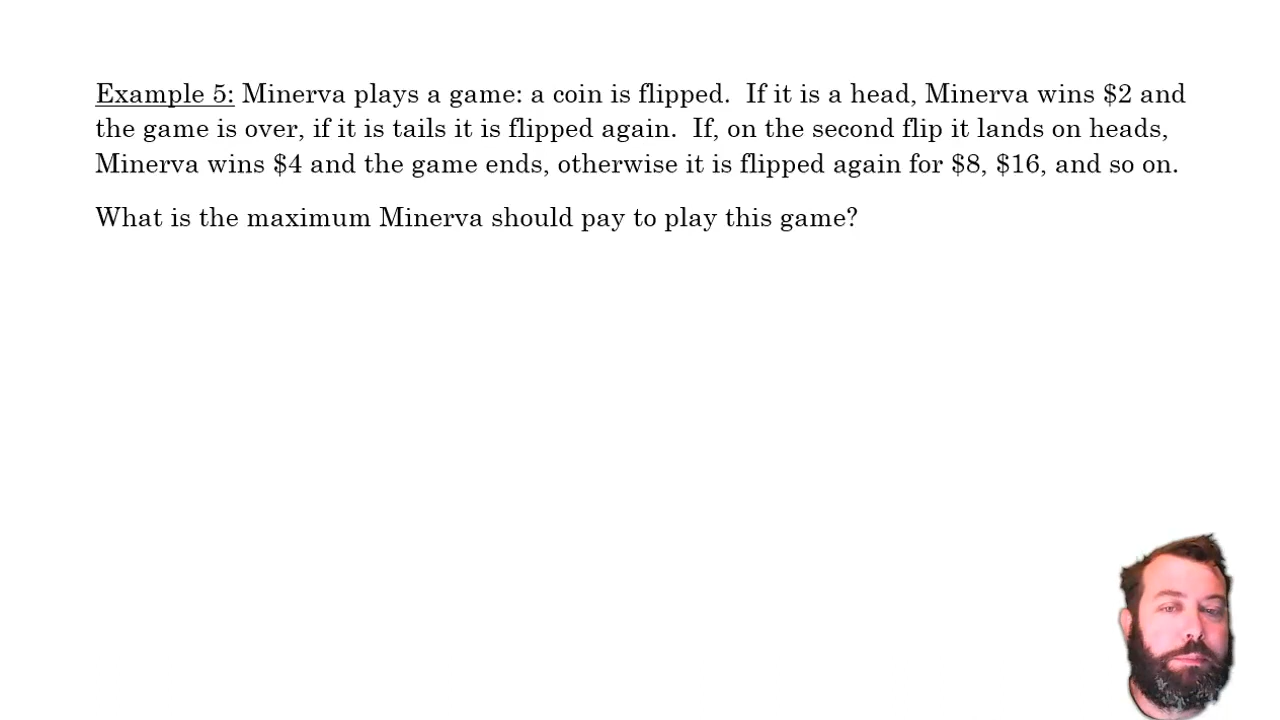 Example 5: Minerva plays a game: a coin is flipped.  If it is a head, Minerva wins $2 and
the game is over, if it is tails it is flipped again.  If, on the second flip it lands on heads,
Minerva wins $4 and the game ends, otherwise it is flipped again for $8, $16, and so on.
What is the maximum Minerva should pay to play this game?